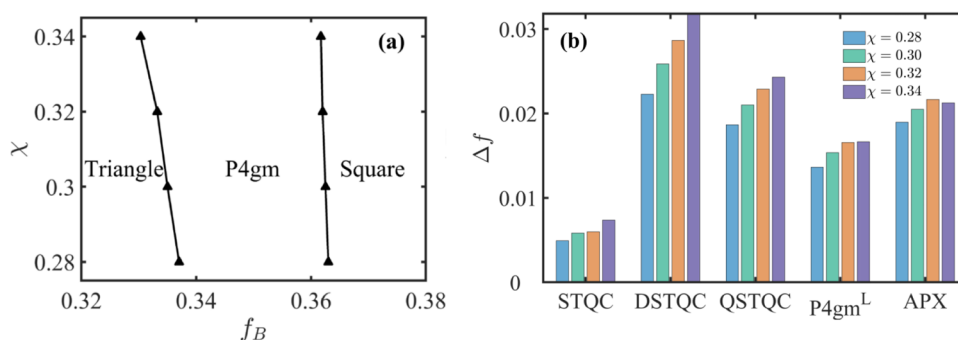 (a)
0.34
0.32
0.3
0.28
χ
Triangle
P4gm
Square
0.32
0.34
0.36
0.38
f_B
(b)
0.03
0.02
0.01
0
Δf
χ = 0.28
χ = 0.30
χ = 0.32
χ = 0.34
STQC
DSTQC
QSTQC
P4gm^L
APX